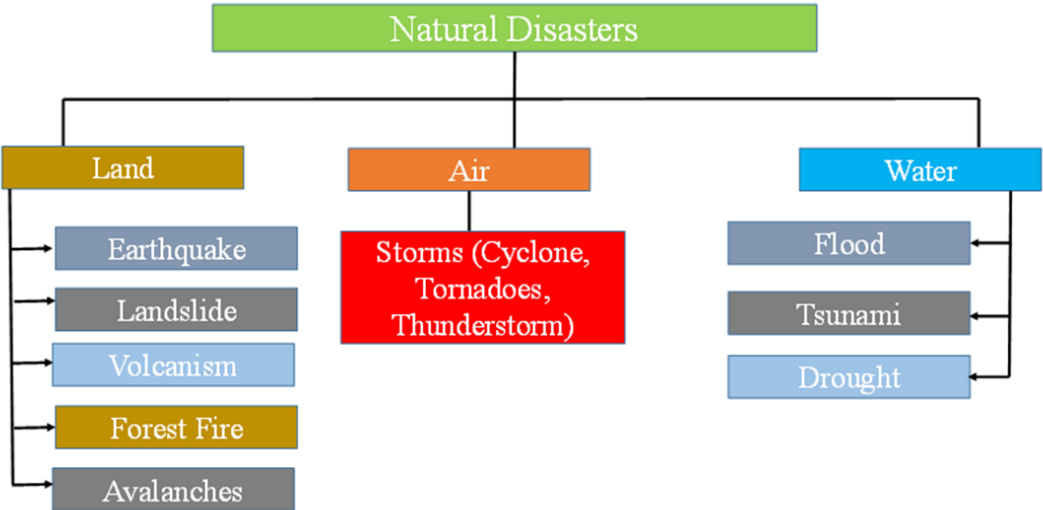 Natural Disasters
Land
Air
Water
Earthquake
Landslide
Volcanism
Forest Fire
Avalanches
Storms (Cyclone,
Tornadoes,
Thunderstorm)
Flood
Tsunami
Drought